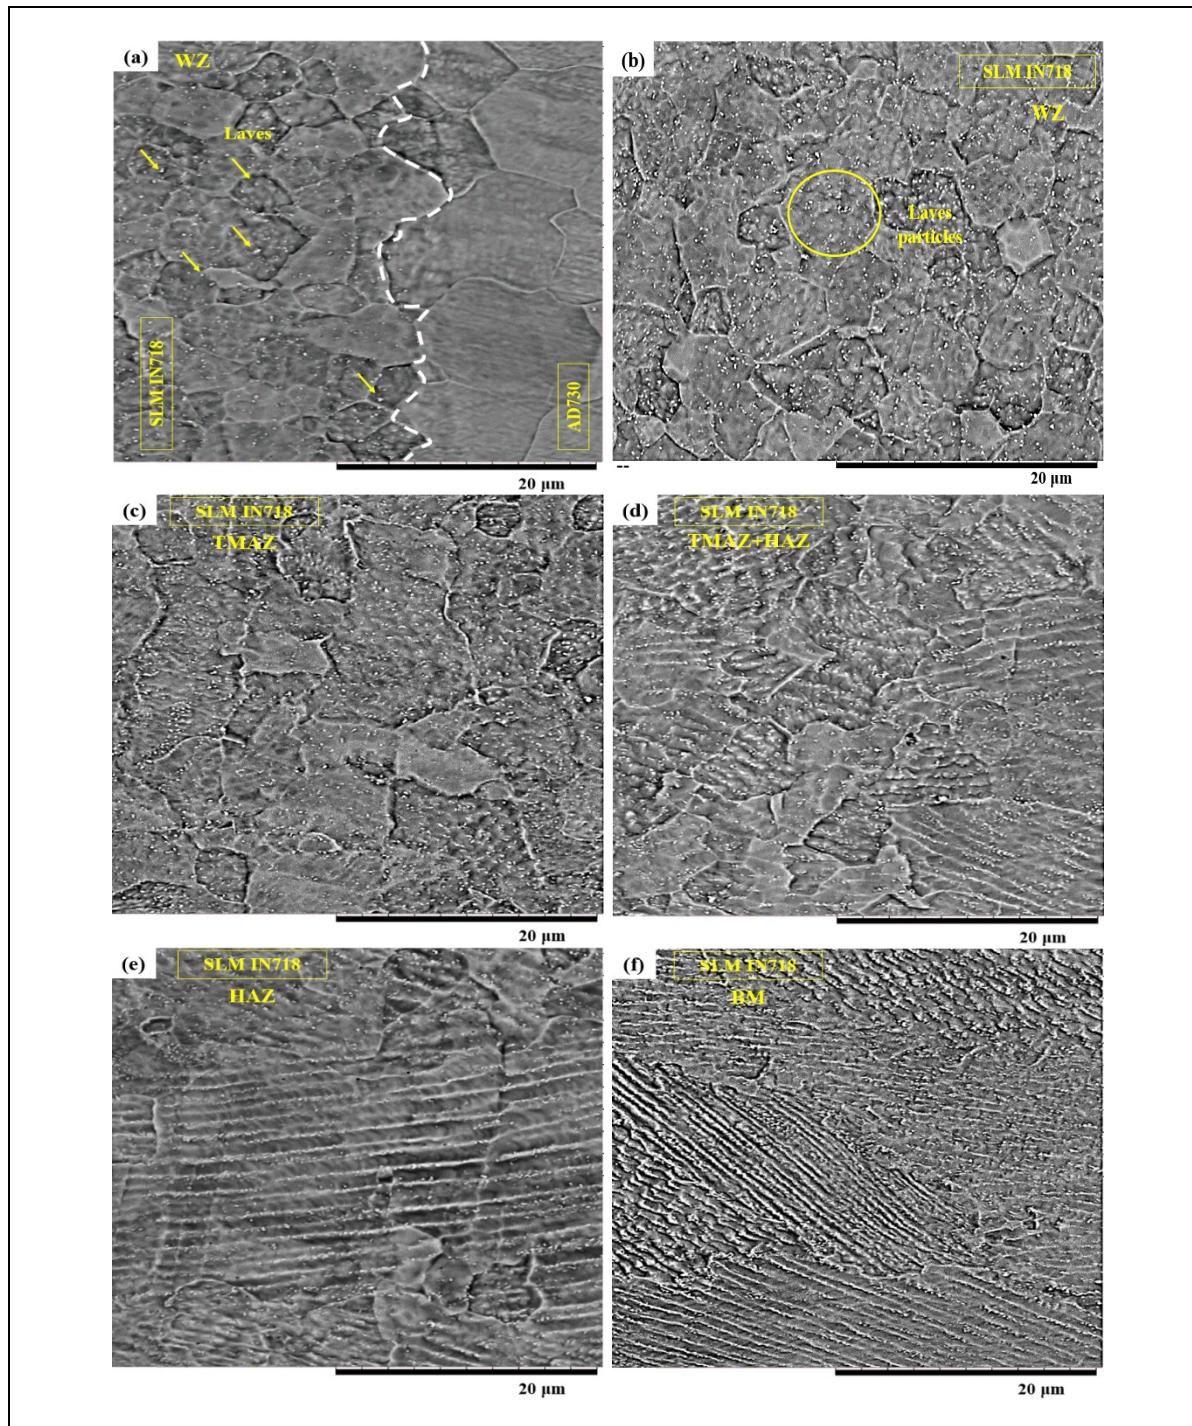 (a)
WZ
Laves
SLM IN718
AD730
20 μm
(b)
SLM IN718
WZ
Laves
particles
--
20 μm
(c)
SLM IN718
TMAZ
20 μm
(d)
SLM IN718
TMAZ+HAZ
20 μm
(e)
SLM IN718
HAZ
20 μm
(f)
SLM IN718
BM
20 μm